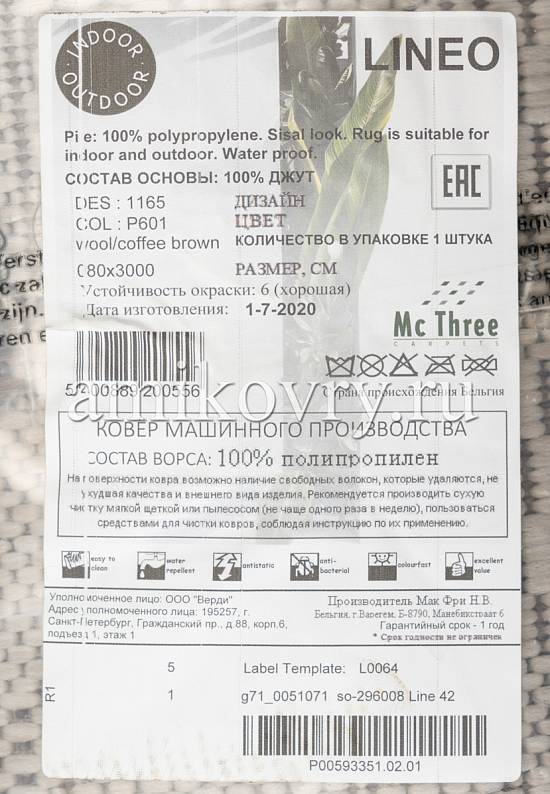 INDOOR
OUTDOOR
LINEO
Pile: 100% polypropylene. Sisal look. Rug is suitable for
indoor and outdoor. Water proof.
СОСТАВ ОСНОВЫ: 100% ДЖУТ
EAC
DES : 1165 ДИЗАЙН
COL : P601 ЦВЕТ
wool/coffee brown КОЛИЧЕСТВО В УПАКОВКЕ 1 ШТУКА
080x3000 РАЗМЕР, СМ
Устойчивость окраски: 6 (хорошая)
Дата изготовления: 1-7-2020
Mc Three
CARPETS
5 400889 200556
Страна происхождения Бельгия
amikovry.ru
КОВЕР МАШИННОГО ПРОИЗВОДСТВА
СОСТАВ ВОРСА: 100% полипропилен
На поверхности ковра возможно наличие свободных волокон, которые удаляются, не
ухудшая качества и внешнего вида изделия. Рекомендуется производить сухую
чистку мягкой щеткой или пылесосом (не чаще одного раза в неделю), пользоваться
средствами для чистки ковров, соблюдая инструкцию по их применению.
easy to clean
water repellent
antistatic
anti-bacterial
colourfast
excellent value
Уполномоченное лицо: ООО "Верди"
Адрес уполномоченного лица: 195257, г.
Санкт-Петербург, Гражданский пр., д.88, корп.6,
подъезд 1, этаж 1
Производитель Мак Фри Н.В.
Бельгия, г.Варегем, Б-8790, Манебикстраат 6
Гарантийный срок - 1 год
* Срок годности не ограничен
5 Label Template: L0064
R1
1 g71_0051071 so-296008 Line 42
P00593351.02.01